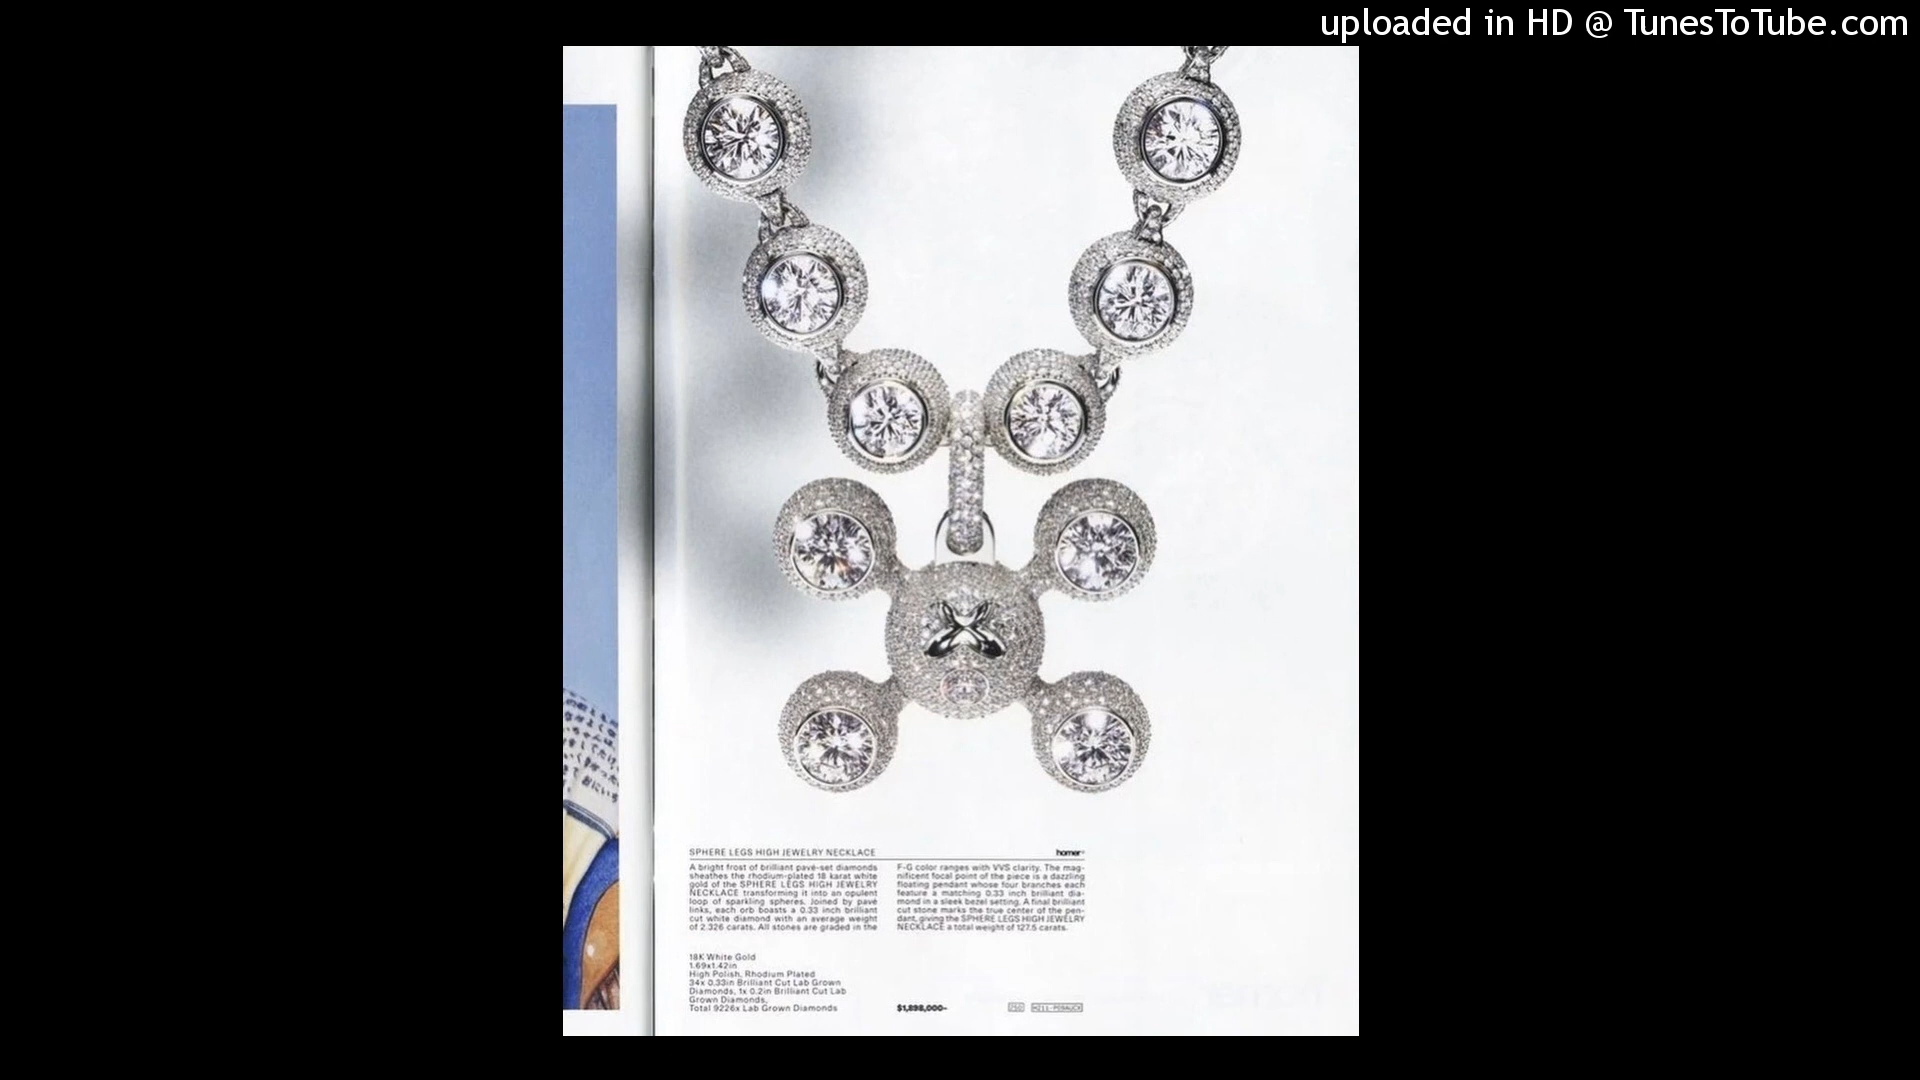 uploaded in HD @ TunesToTube.com
SPHERE LEGS HIGH JEWELRY NECKLACE
homer
A bright frost of brilliant pavé-set diamonds
sheathes the rhodium-plated 18 karat white
gold of the SPHERE LEGS HIGH JEWELRY
NECKLACE transforming it into an opulent
loop of sparkling spheres. Joined by pavé
links, each orb boasts a 0.33 inch brilliant
cut white diamond with an average weight
of 2.326 carats. All stones are graded in the
F-G color ranges with VVS clarity. The mag-
nificent focal point of the piece is a dazzling
floating pendant whose four branches each
feature a matching 0.33 inch brilliant dia-
mond in a sleek bezel setting. A final brilliant
cut stone marks the true center of the pen-
dant, giving the SPHERE LEGS HIGH JEWELRY
NECKLACE a total weight of 127.5 carats.
18K White Gold
1.69x1.42in
High Polish, Rhodium Plated
34x 0.33in Brilliant Cut Lab Grown
Diamonds, 1x 0.2in Brilliant Cut Lab
Grown Diamonds,
Total 9226x Lab Grown Diamonds
$1,898,000-
750